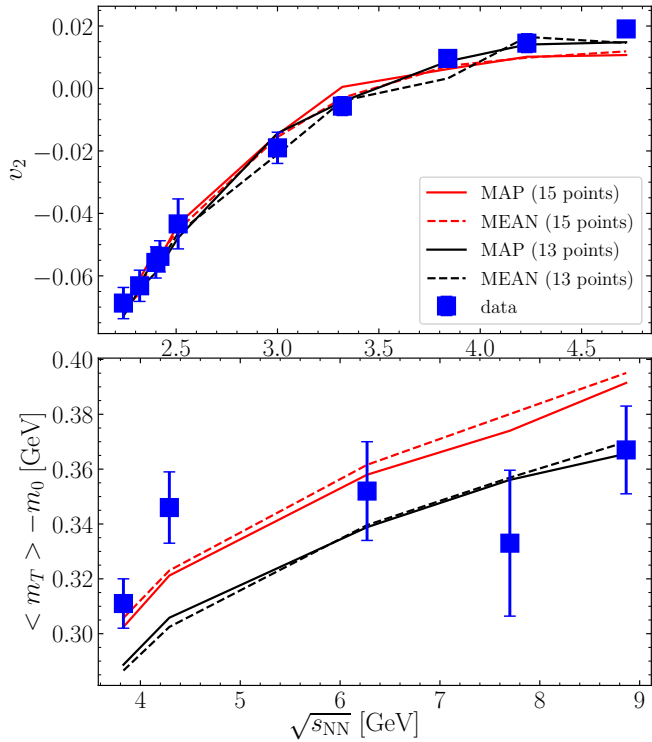 0.02
0.00
−0.02
−0.04
−0.06
v₂
MAP (15 points)
MEAN (15 points)
MAP (13 points)
MEAN (13 points)
data
2.5 3.0 3.5 4.0 4.5
0.40
0.38
0.36
0.34
0.32
0.30
< m_T > −m₀ [GeV]
4 5 6 7 8 9
√s_NN [GeV]